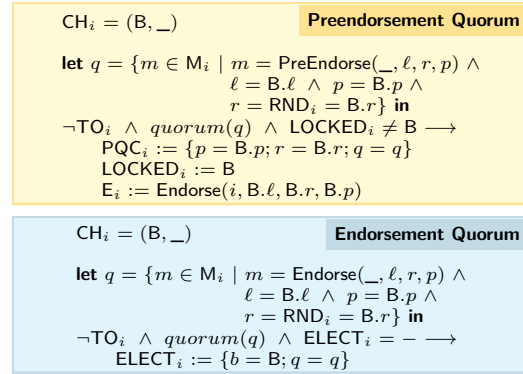 CHᵢ = (B, _) Preendorsement Quorum
let q = {m ∈ Mᵢ | m = PreEndorse(_, ℓ, r, p) ∧
ℓ = B.ℓ ∧ p = B.p ∧
r = RNDᵢ = B.r} in
¬TOᵢ ∧ quorum(q) ∧ LOCKEDᵢ ≠ B ⟶
PQCᵢ := {p = B.p; r = B.r; q = q}
LOCKEDᵢ := B
Eᵢ := Endorse(i, B.ℓ, B.r, B.p)
CHᵢ = (B, _) Endorsement Quorum
let q = {m ∈ Mᵢ | m = Endorse(_, ℓ, r, p) ∧
ℓ = B.ℓ ∧ p = B.p ∧
r = RNDᵢ = B.r} in
¬TOᵢ ∧ quorum(q) ∧ ELECTᵢ = − ⟶
ELECTᵢ := {b = B; q = q}